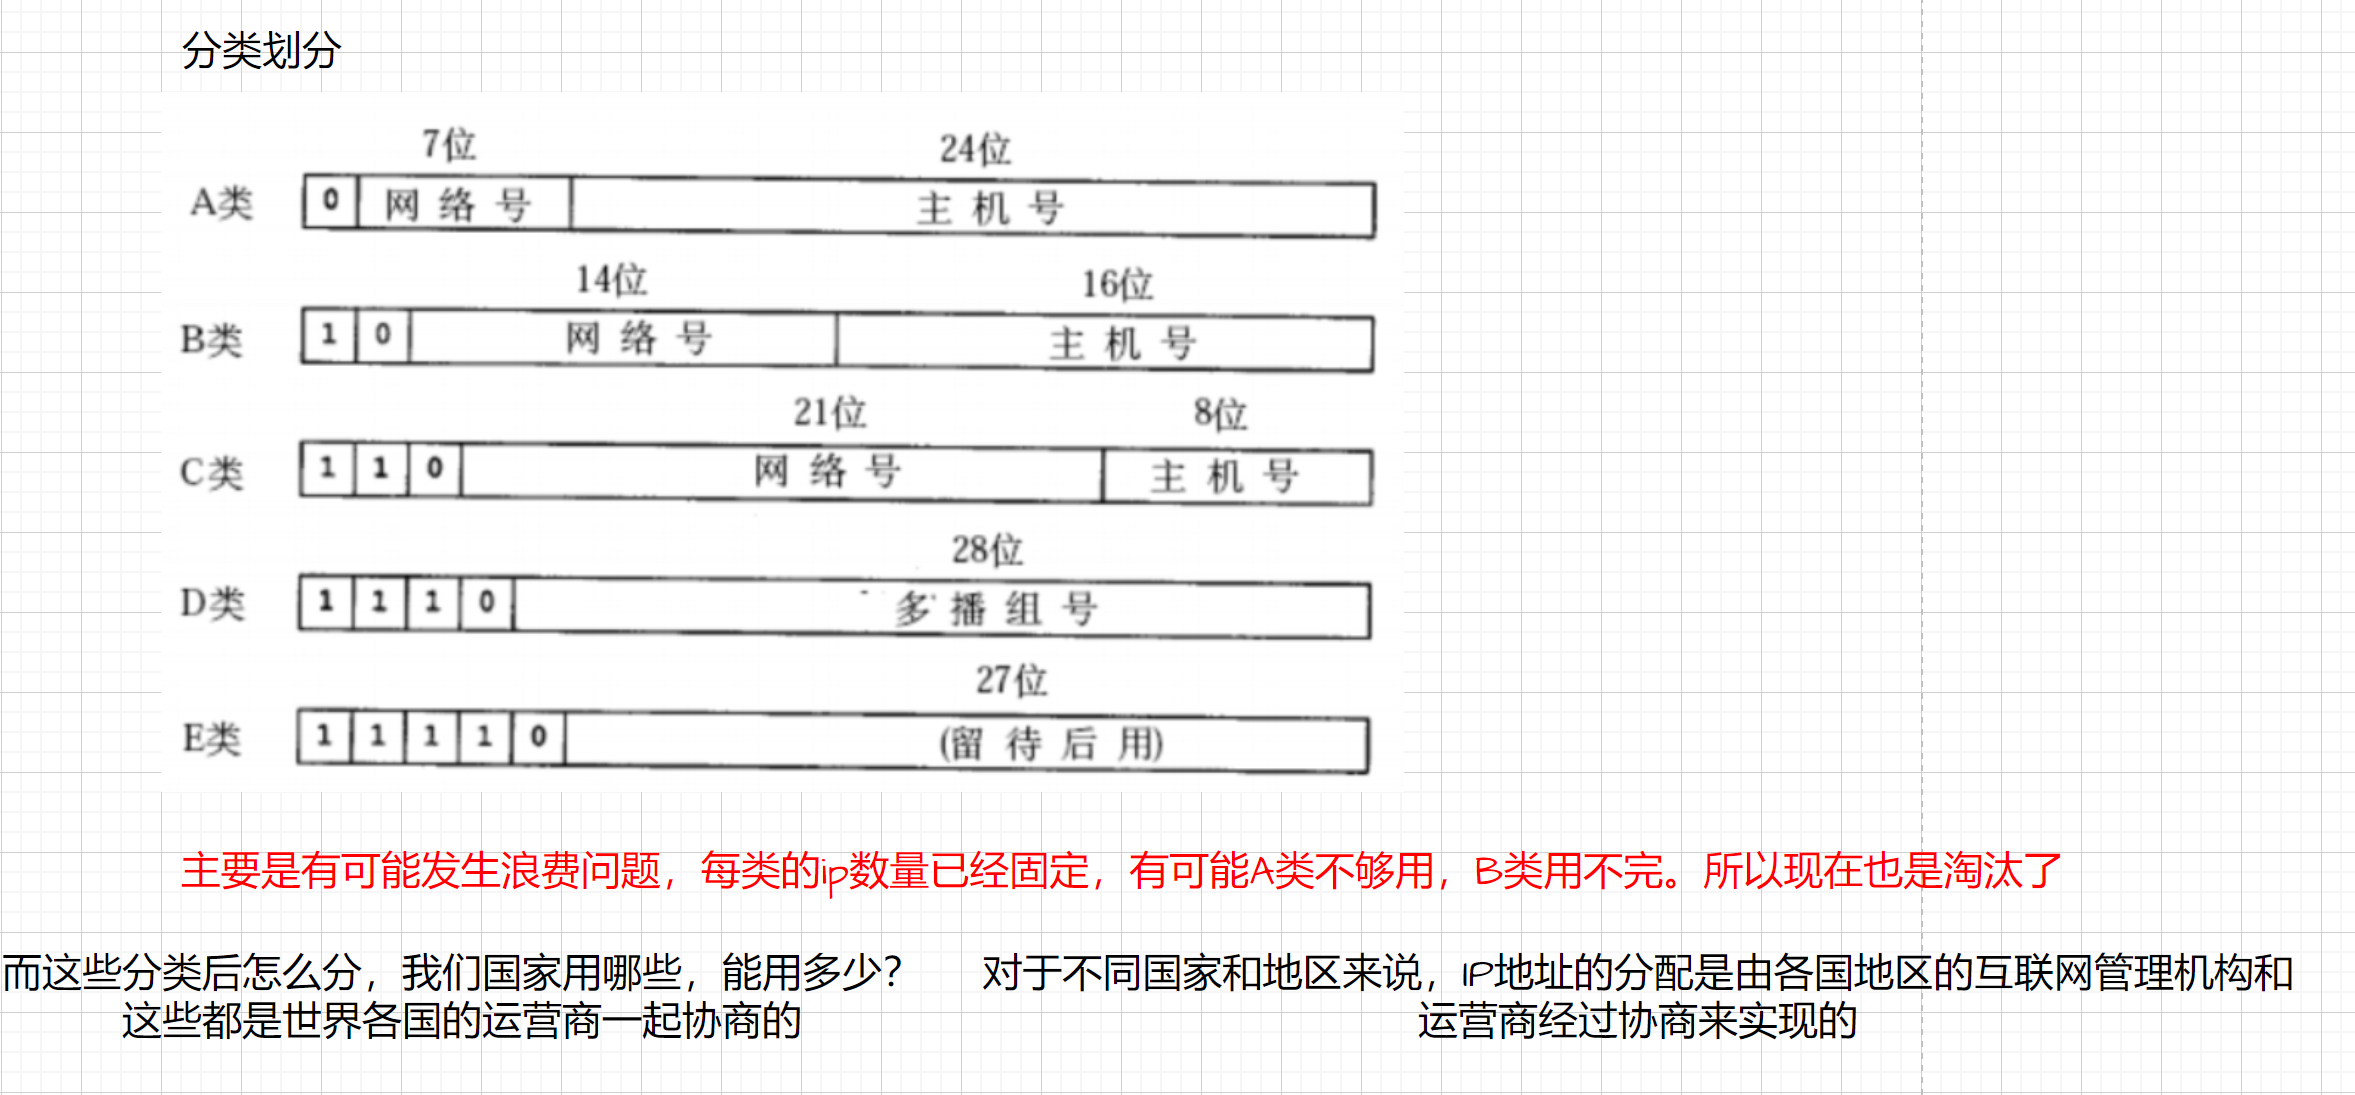 分类划分
7位 24位
A类 0 网络号 主机号
14位 16位
B类 1 0 网络号 主机号
21位 8位
C类 1 1 0 网络号 主机号
28位
D类 1 1 1 0 多播组号
27位
E类 1 1 1 1 0 (留待后用)
主要是有可能发生浪费问题，每类的ip数量已经固定，有可能A类不够用，B类用不完。所以现在也是淘汰了
而这些分类后怎么分，我们国家用哪些，能用多少？
这些都是世界各国的运营商一起协商的
对于不同国家和地区来说，IP地址的分配是由各国地区的互联网管理机构和
运营商经过协商来实现的